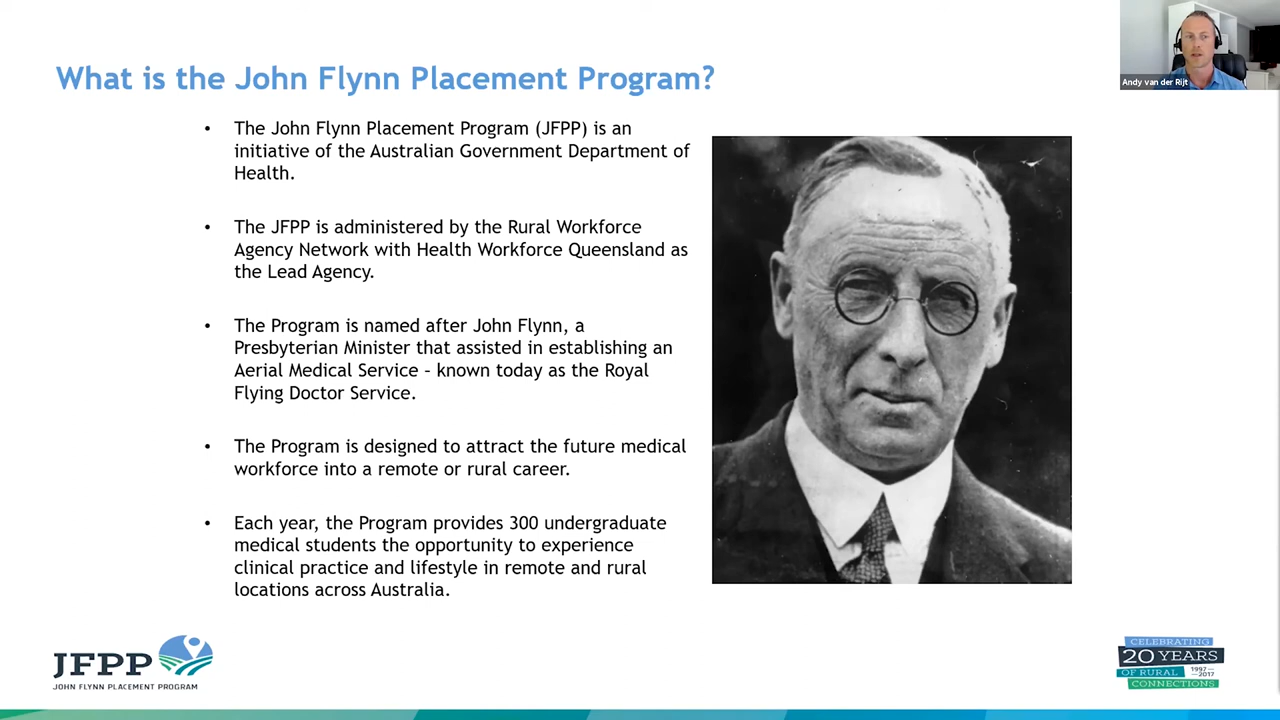 What is the John Flynn Placement Program?
Andy van der Rijt
• The John Flynn Placement Program (JFPP) is an
initiative of the Australian Government Department of
Health.
• The JFPP is administered by the Rural Workforce
Agency Network with Health Workforce Queensland as
the Lead Agency.
• The Program is named after John Flynn, a
Presbyterian Minister that assisted in establishing an
Aerial Medical Service – known today as the Royal
Flying Doctor Service.
• The Program is designed to attract the future medical
workforce into a remote or rural career.
• Each year, the Program provides 300 undergraduate
medical students the opportunity to experience
clinical practice and lifestyle in remote and rural
locations across Australia.
JFPP
JOHN FLYNN PLACEMENT PROGRAM
CELEBRATING
20 YEARS
OF RURAL 1997—
—2017
CONNECTIONS